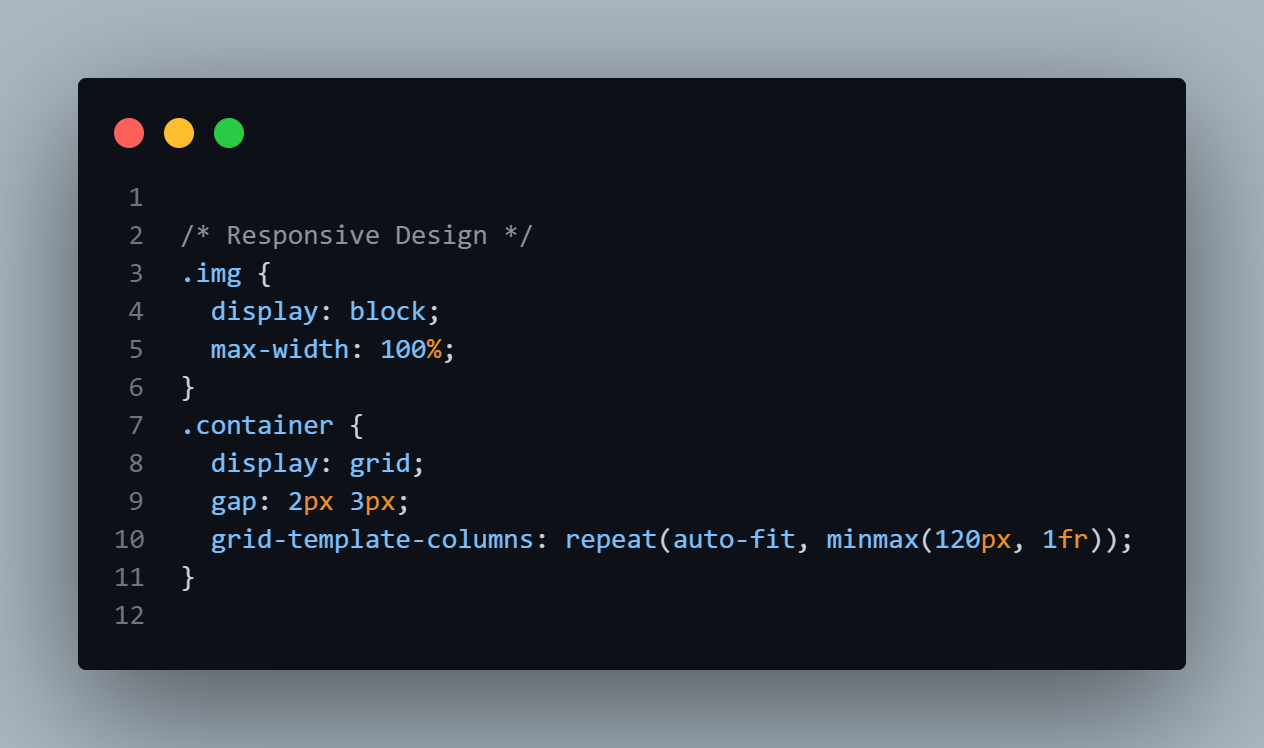 1
2 /* Responsive Design */
3 .img {
4   display: block;
5   max-width: 100%;
6 }
7 .container {
8   display: grid;
9   gap: 2px 3px;
10   grid-template-columns: repeat(auto-fit, minmax(120px, 1fr));
11 }
12